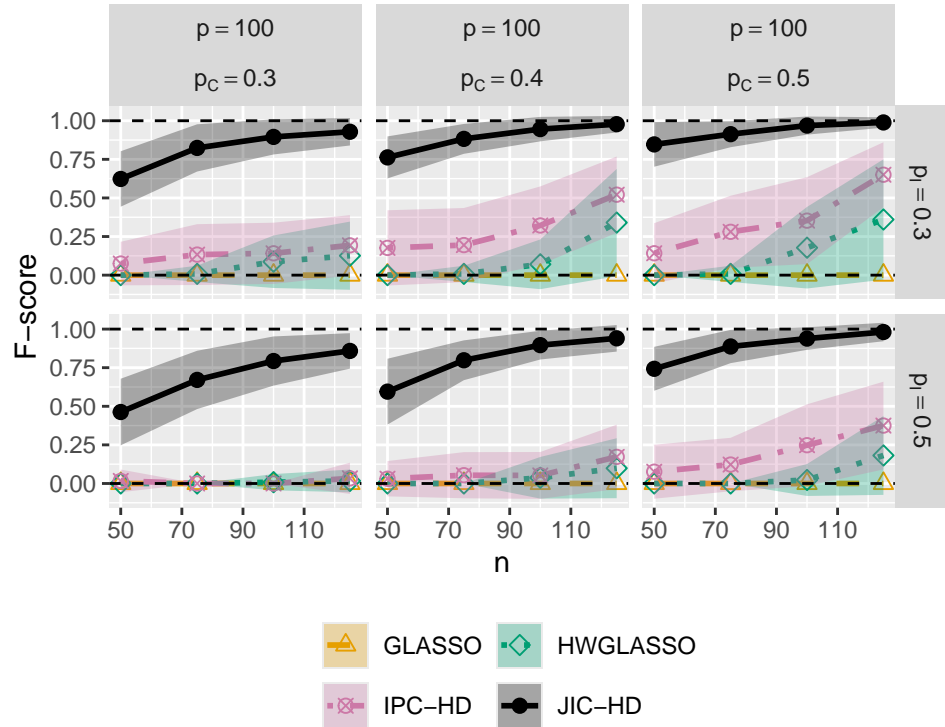 p = 100 p = 100 p = 100
p_C = 0.3 p_C = 0.4 p_C = 0.5
F−score
1.00
0.75
0.50
0.25
0.00
p_I = 0.3
1.00
0.75
0.50
0.25
0.00
p_I = 0.5
50 70 90 110 50 70 90 110 50 70 90 110
n
GLASSO HWGLASSO
IPC−HD JIC−HD